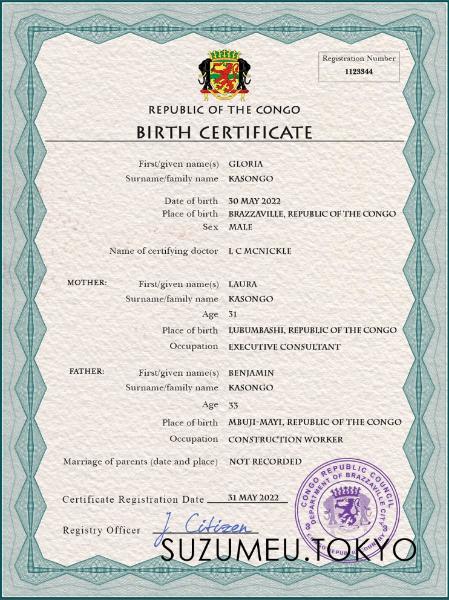 Registration Number
1123344
REPUBLIC OF THE CONGO
BIRTH CERTIFICATE
First/given name(s) GLORIA
Surname/family name KASONGO
Date of birth 30 MAY 2022
Place of birth BRAZZAVILLE, REPUBLIC OF THE CONGO
Sex MALE
Name of certifying doctor L C MCNICKLE
MOTHER: First/given name(s) LAURA
Surname/family name KASONGO
Age 31
Place of birth LUBUMBASHI, REPUBLIC OF THE CONGO
Occupation EXECUTIVE CONSULTANT
FATHER: First/given name(s) BENJAMIN
Surname/family name KASONGO
Age 33
Place of birth MBUJI-MAYI, REPUBLIC OF THE CONGO
Occupation CONSTRUCTION WORKER
Marriage of parents (date and place) NOT RECORDED
CONGO REPUBLIC COUNCIL
DEPARTMENT OF BRAZZAVILLE CITY
Certificate Registration Date 31 MAY 2022
Registry Officer J Citizen
SUZUMEU.TOKYO